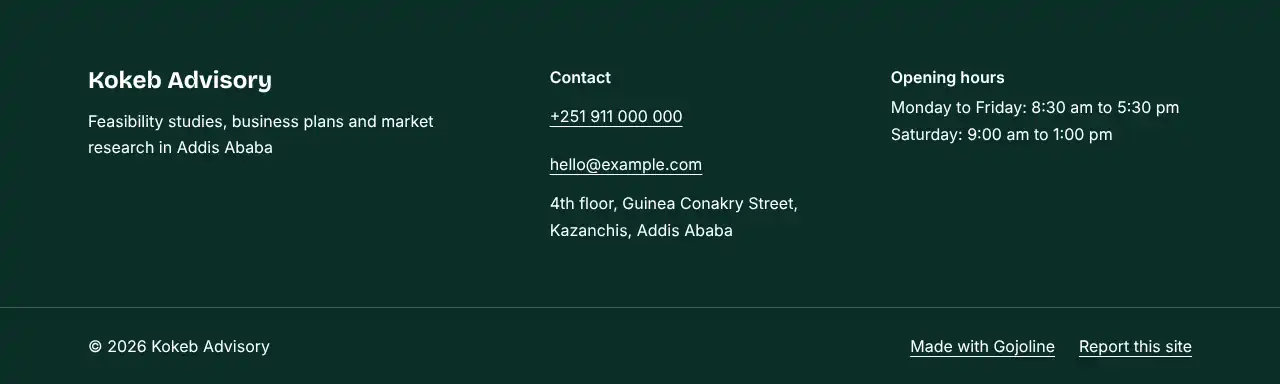 Kokeb Advisory
Feasibility studies, business plans and market
research in Addis Ababa
Contact
+251 911 000 000
hello@example.com
4th floor, Guinea Conakry Street,
Kazanchis, Addis Ababa
Opening hours
Monday to Friday: 8:30 am to 5:30 pm
Saturday: 9:00 am to 1:00 pm
© 2026 Kokeb Advisory
Made with Gojoline
Report this site